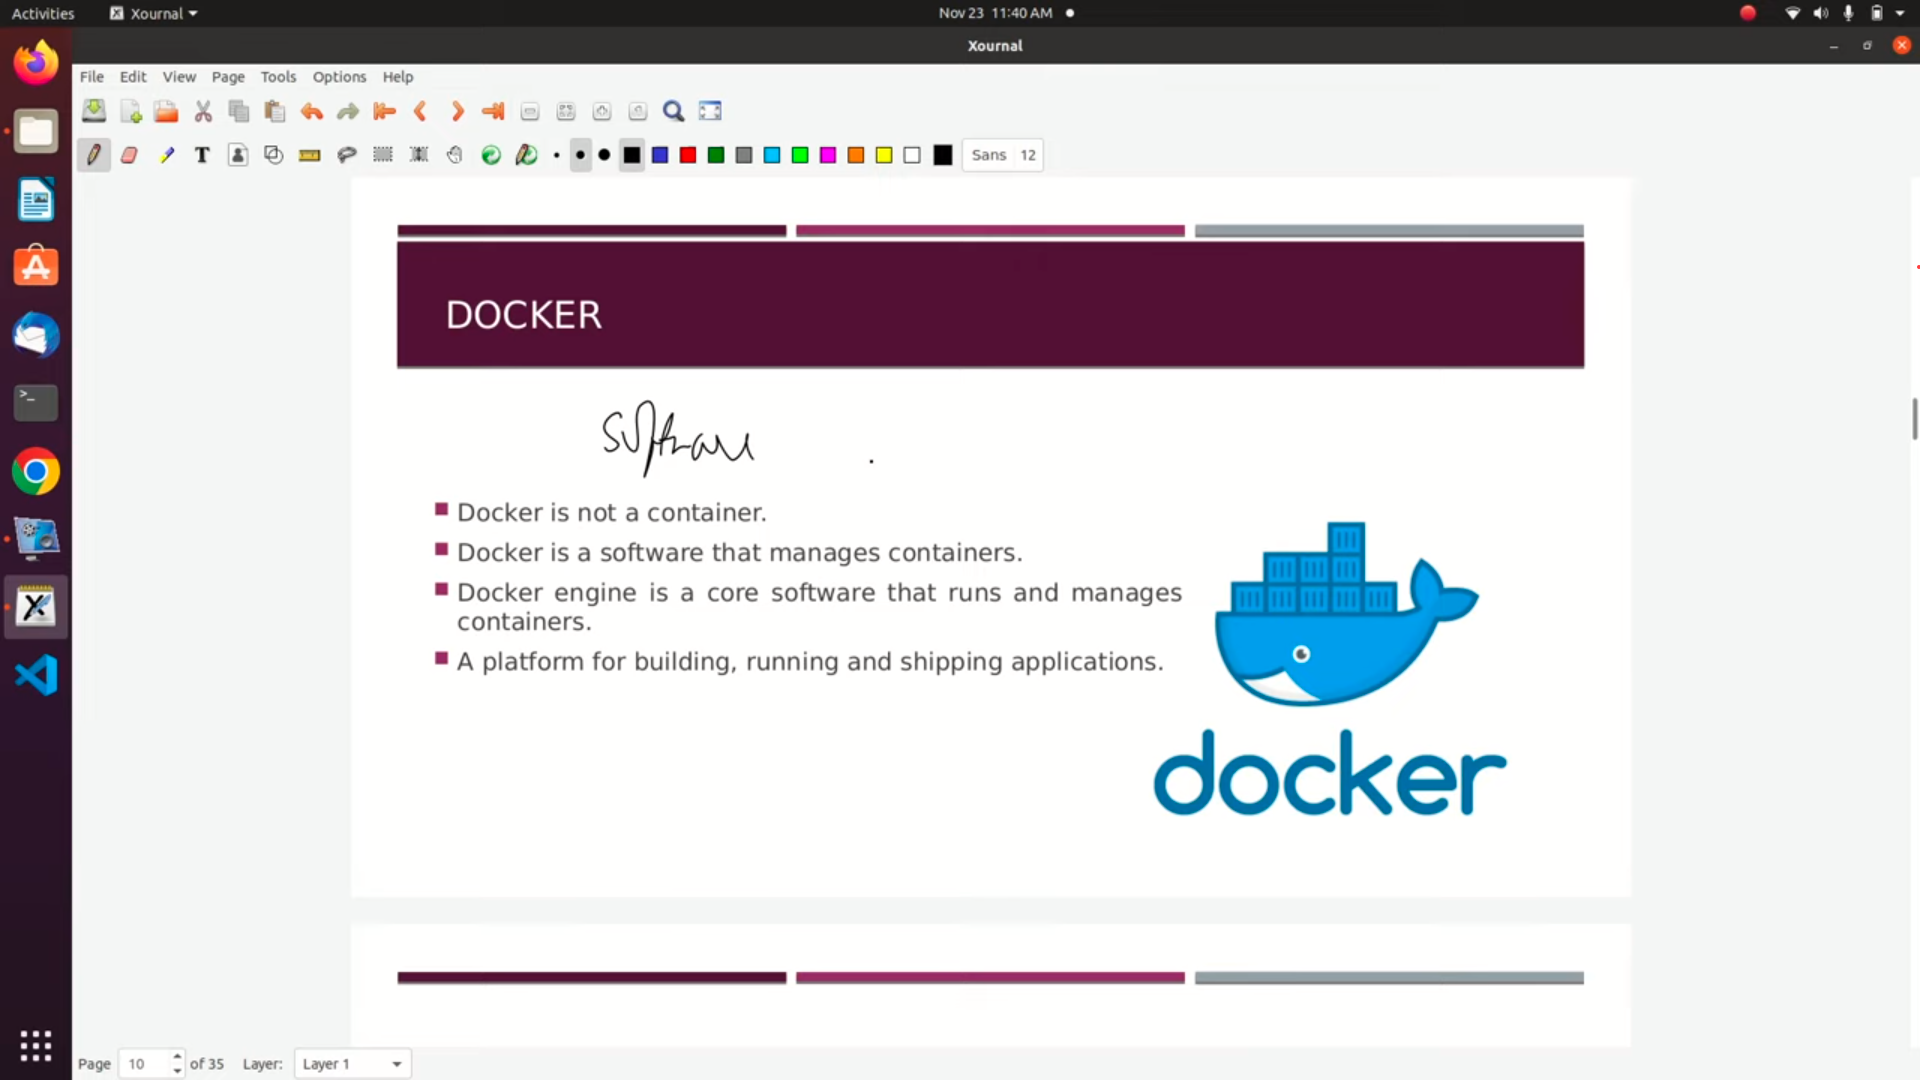 Activities
Xournal
Nov 23 11:40 AM
Xournal
File Edit View Page Tools Options Help
Sans 12
DOCKER
Software
Docker is not a container.
Docker is a software that manages containers.
Docker engine is a core software that runs and manages
containers.
A platform for building, running and shipping applications.
docker
Page 10 of 35 Layer: Layer 1